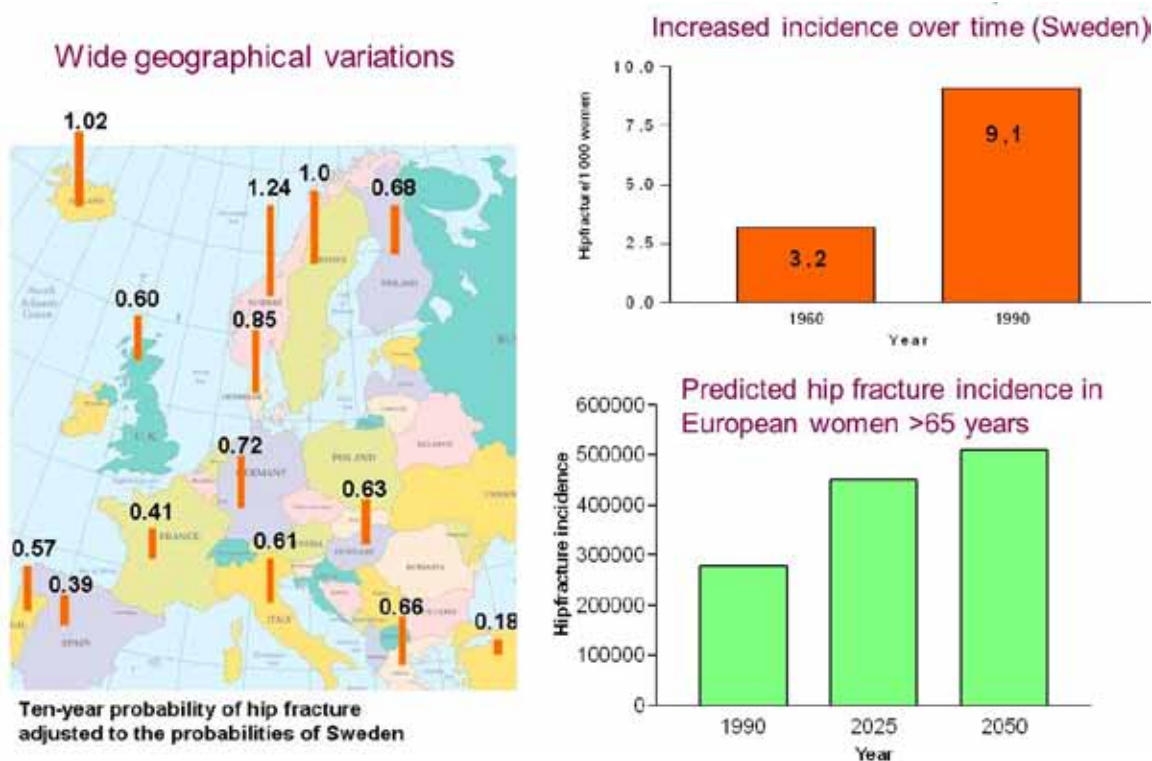 Wide geographical variations
1.02
1.24
1.0
0.68
0.60
0.85
0.72
0.63
0.41
0.61
0.57
0.39
0.66
0.18
FINLAND
U.K.
GERMANY
POLAND
FRANCE
ITALY
SPAIN
Ten-year probability of hip fracture
adjusted to the probabilities of Sweden
Increased incidence over time (Sweden)
Hipfracture/1000 women
10.0
7.5
5.0
2.5
0.0
3,2
9,1
1960
1990
Year
Predicted hip fracture incidence in
European women >65 years
Hipfracture incidence
600000
500000
400000
300000
200000
100000
0
1990
2025
2050
Year